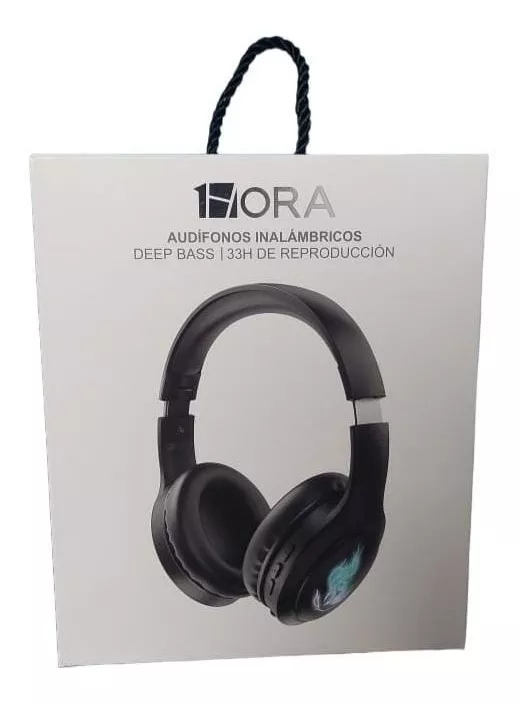 1HORA
AUDÍFONOS INALÁMBRICOS
DEEP BASS | 33H DE REPRODUCCIÓN